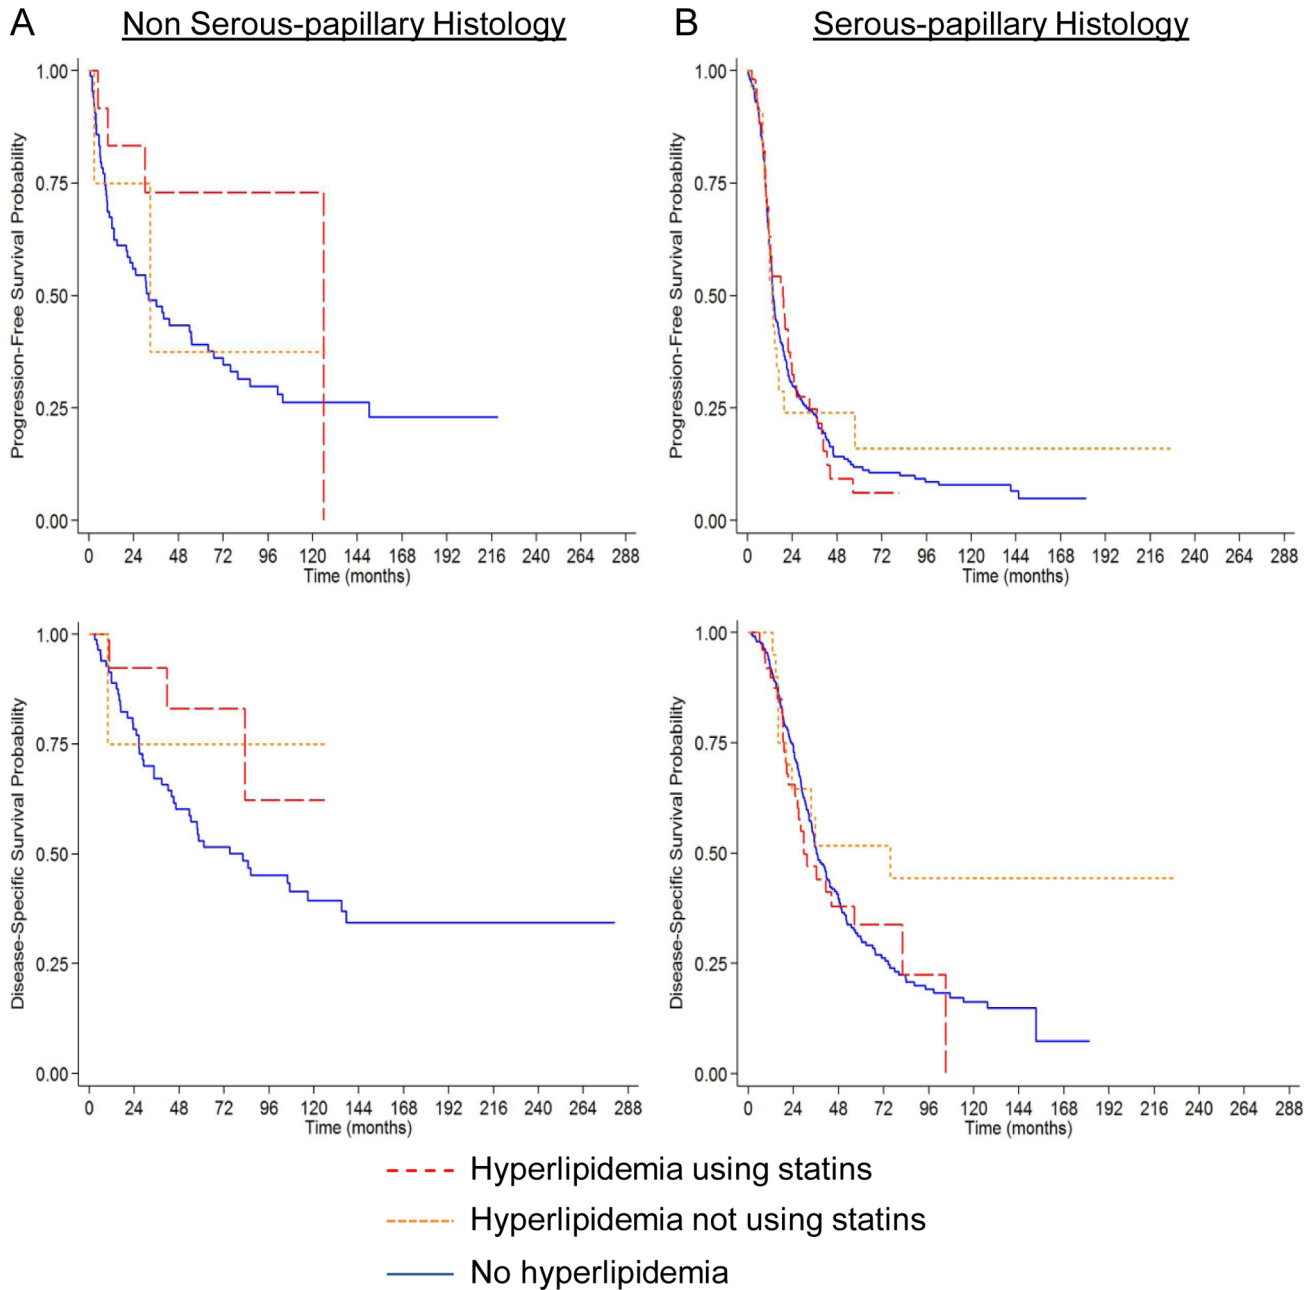 A Non Serous-papillary Histology
B Serous-papillary Histology
Progression-Free Survival Probability
1.00
0.75
0.50
0.25
0.00
0 24 48 72 96 120 144 168 192 216 240 264 288
Time (months)
Progression-Free Survival Probability
1.00
0.75
0.50
0.25
0.00
0 24 48 72 96 120 144 168 192 216 240 264 288
Time (months)
Disease-Specific Survival Probability
1.00
0.75
0.50
0.25
0.00
0 24 48 72 96 120 144 168 192 216 240 264 288
Time (months)
Disease-Specific Survival Probability
1.00
0.75
0.50
0.25
0.00
0 24 48 72 96 120 144 168 192 216 240 264 288
Time (months)
Hyperlipidemia using statins
Hyperlipidemia not using statins
No hyperlipidemia